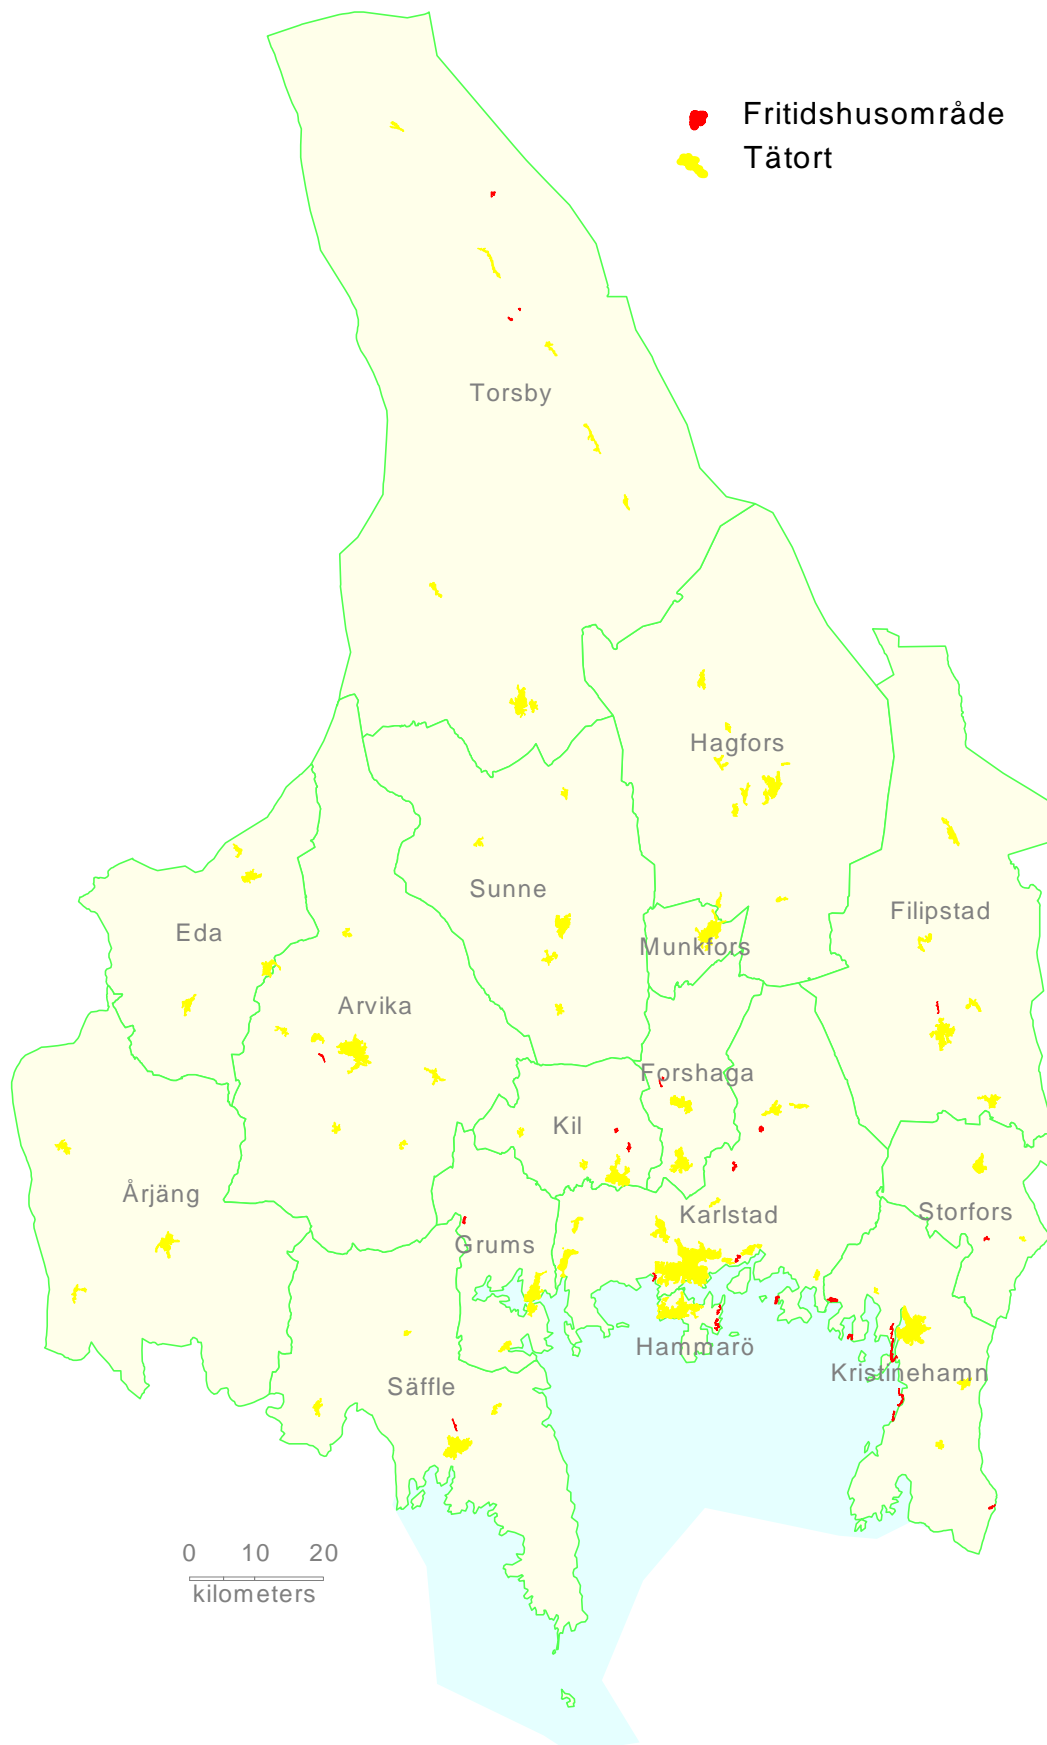 Fritidshusområde
Tätort
Torsby
Hagfors
Sunne
Filipstad
Eda
Munkfors
Arvika
Forshaga
Kil
Årjäng
Storfors
Karlstad
Grums
Hammarö
Kristinehamn
Säffle
0 10 20
kilometers